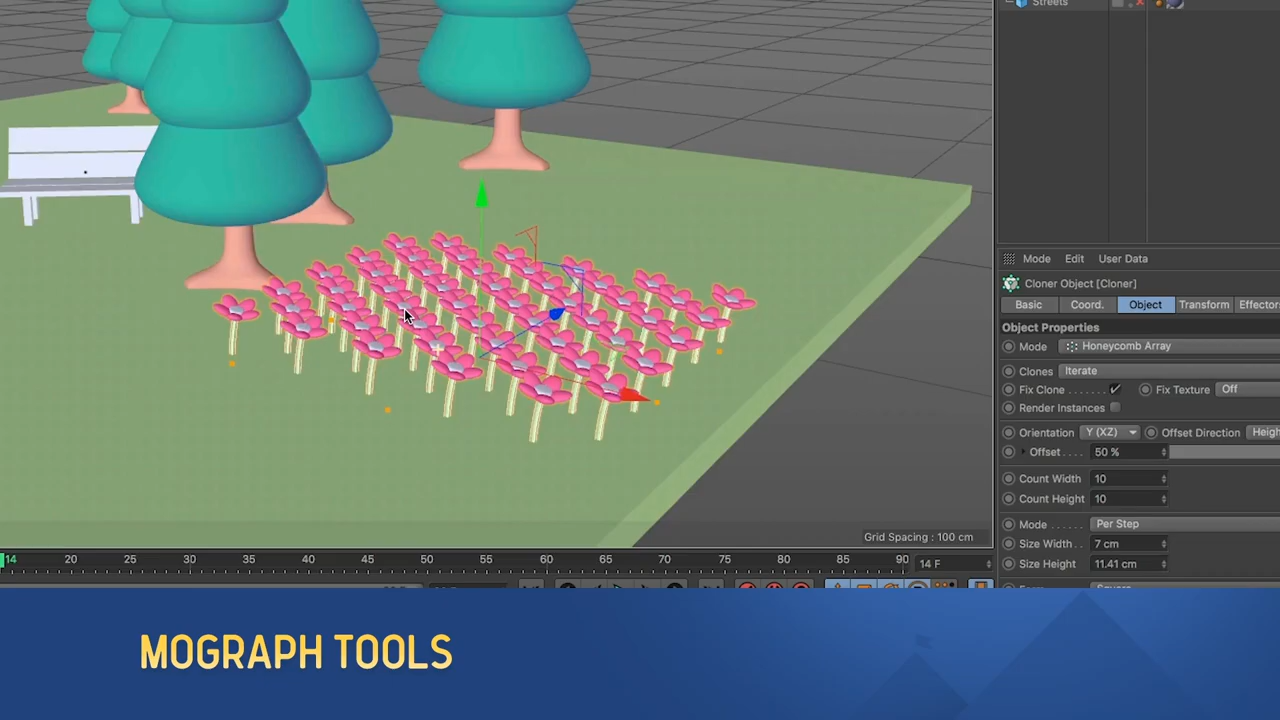 Streets
Mode Edit User Data
Cloner Object [Cloner]
Basic Coord. Object Transform Effector
Object Properties
Mode Honeycomb Array
Clones Iterate
Fix Clone Fix Texture Off
Render Instances
Orientation Y (XZ) Offset Direction Heigh
Offset 50 %
Count Width 10
Count Height 10
Mode Per Step
Size Width 7 cm
Size Height 11.41 cm
Grid Spacing : 100 cm
14 20 25 30 35 40 45 50 55 60 65 70 75 80 85 90 14 F
MOGRAPH TOOLS